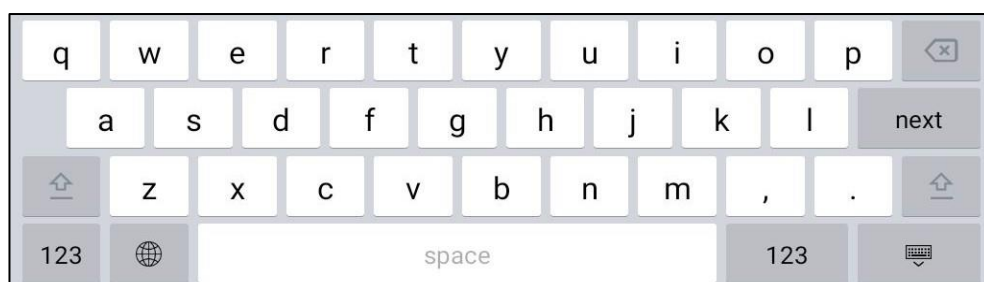 q w e r t y u i o p
a s d f g h j k l next
z x c v b n m , .
123 space 123